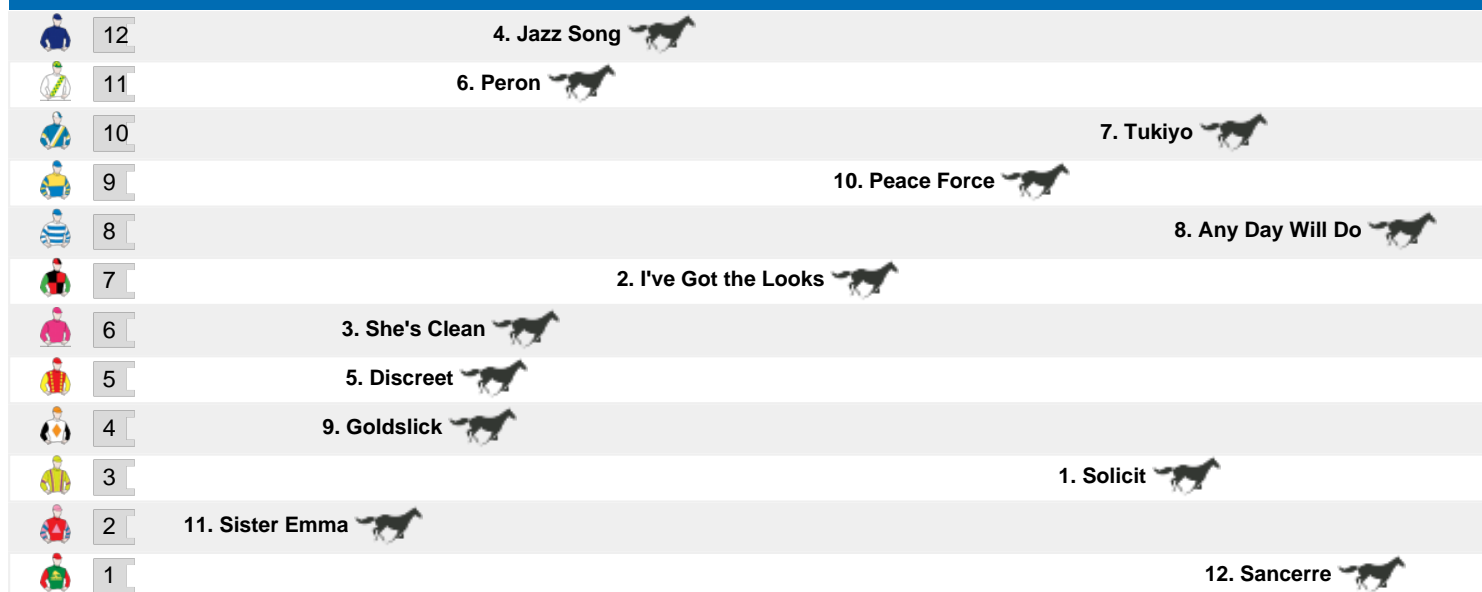 12 4. Jazz Song
11 6. Peron
10 7. Tukiyo
9 10. Peace Force
8 8. Any Day Will Do
7 2. I've Got the Looks
6 3. She's Clean
5 5. Discreet
4 9. Goldslick
3 1. Solicit
2 11. Sister Emma
1 12. Sancerre